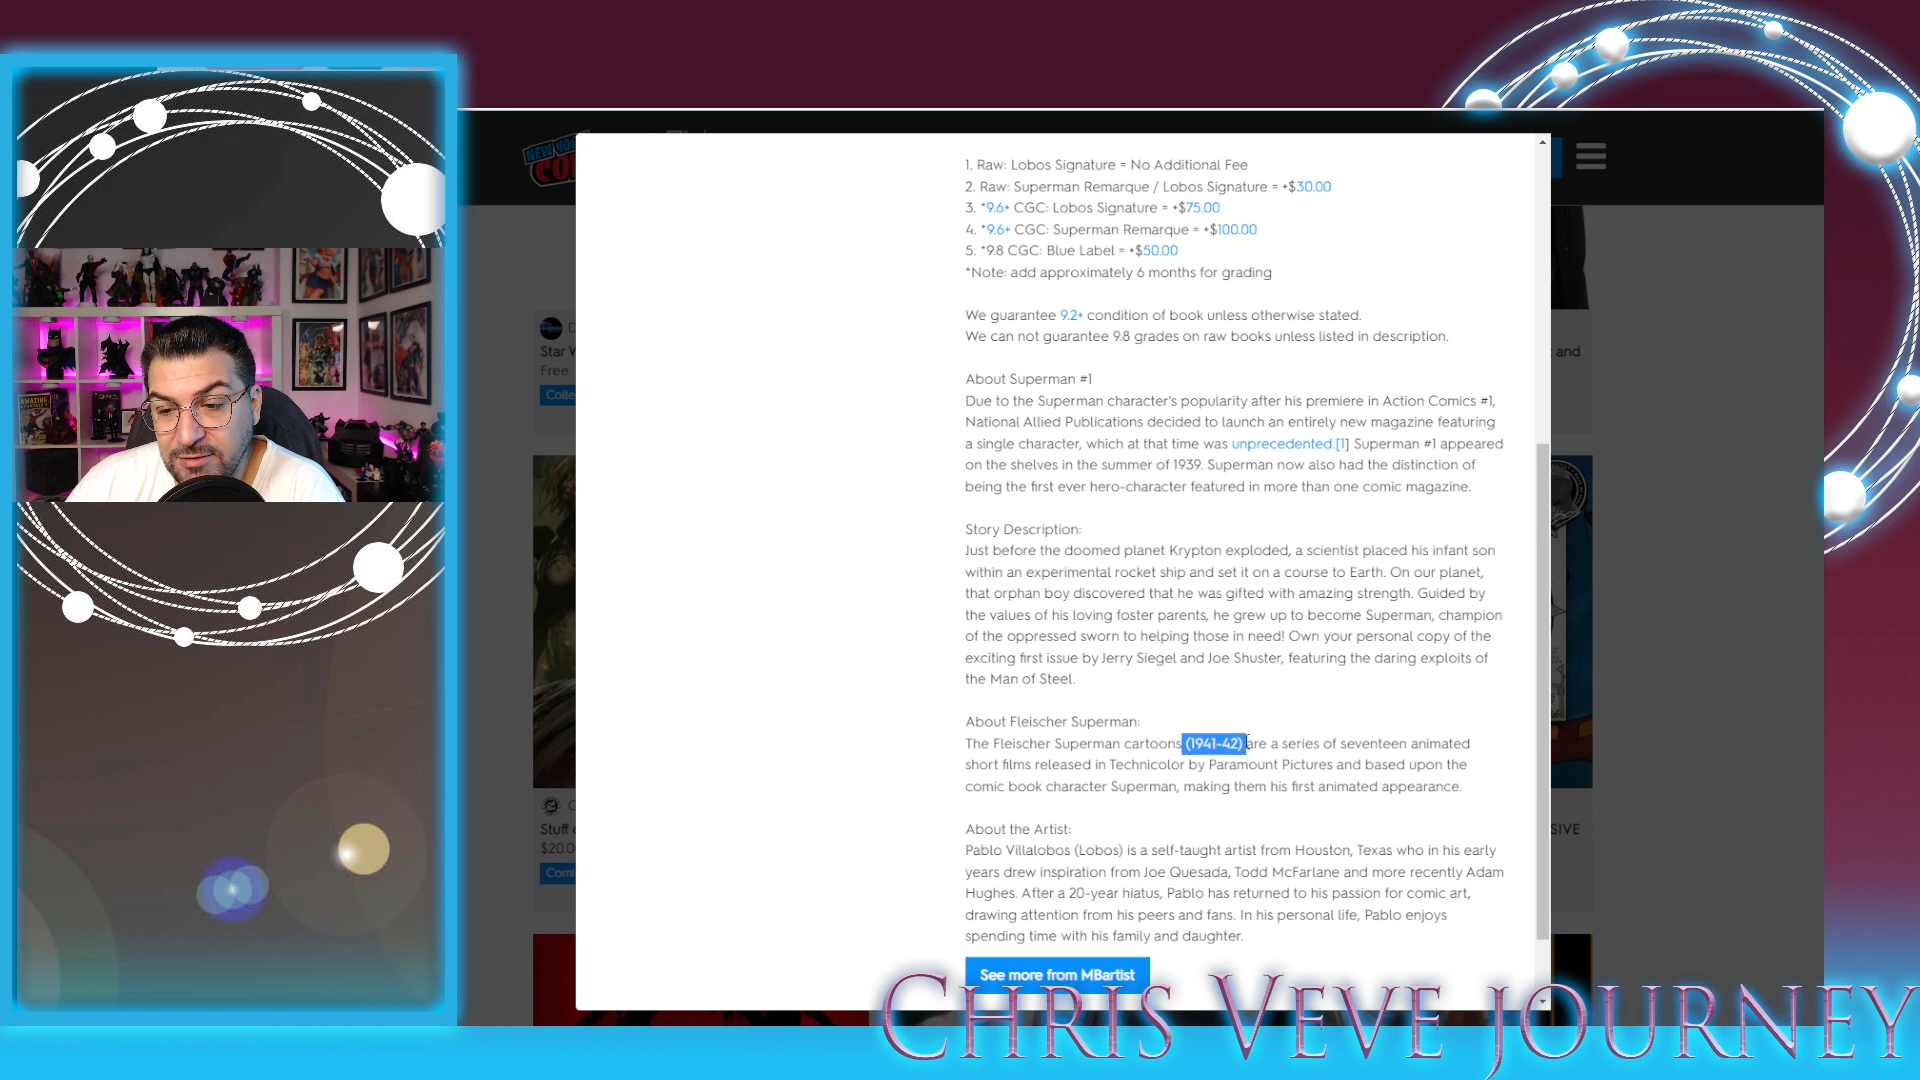 NEW YO
CO
1. Raw: Lobos Signature = No Additional Fee
2. Raw: Superman Remarque / Lobos Signature = +$30.00
3. *9.6+ CGC: Lobos Signature = +$75.00
4. *9.6+ CGC: Superman Remarque = +$100.00
5. *9.8 CGC: Blue Label = +$50.00
*Note: add approximately 6 months for grading
We guarantee 9.2+ condition of book unless otherwise stated.
We can not guarantee 9.8 grades on raw books unless listed in description.
About Superman #1
Due to the Superman character's popularity after his premiere in Action Comics #1,
National Allied Publications decided to launch an entirely new magazine featuring
a single character, which at that time was unprecedented.[1] Superman #1 appeared
on the shelves in the summer of 1939. Superman now also had the distinction of
being the first ever hero-character featured in more than one comic magazine.
Story Description:
Just before the doomed planet Krypton exploded, a scientist placed his infant son
within an experimental rocket ship and set it on a course to Earth. On our planet,
that orphan boy discovered that he was gifted with amazing strength. Guided by
the values of his loving foster parents, he grew up to become Superman, champion
of the oppressed sworn to helping those in need! Own your personal copy of the
exciting first issue by Jerry Siegel and Joe Shuster, featuring the daring exploits of
the Man of Steel.
About Fleischer Superman:
The Fleischer Superman cartoons (1941-42) are a series of seventeen animated
short films released in Technicolor by Paramount Pictures and based upon the
comic book character Superman, making them his first animated appearance.
About the Artist:
Pablo Villalobos (Lobos) is a self-taught artist from Houston, Texas who in his early
years drew inspiration from Joe Quesada, Todd McFarlane and more recently Adam
Hughes. After a 20-year hiatus, Pablo has returned to his passion for comic art,
drawing attention from his peers and fans. In his personal life, Pablo enjoys
spending time with his family and daughter.
See more from MBartist
Star W
Free
Colle
Stuff
$20.0
Comi
and
SIVE
AMAZING
CHRIS VEVE JOURNEY